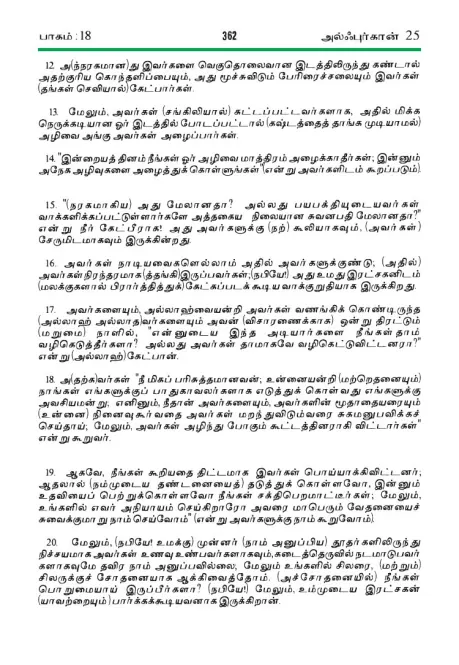 பாகம் : 18 362 அல்ஃபுர்கான் 25
12. அ(ந்நரகமான)து இவர்களை வெகுதொலைவான இடத்திலிருந்து கண்டால்
அதற்குரிய கொந்தளிப்பையும், அது மூச்சுவிடும் பேரிரைச்சலையும் இவர்கள்
(தங்கள் செவியால்)கேட்பார்கள்.
13. மேலும், அவர்கள் (சங்கிலியால்) கட்டப்பட்டவர்களாக, அதில் மிக்க
நெருக்கடியான ஓர் இடத்தில்போடப்பட்டால்(கஷ்டத்தைத் தாங்க முடியாமல்)
அழிவை அங்கு அவர்கள் அழைப்பார்கள்.
14. "இன்றையத்தினம் நீங்கள் ஓர் அழிவை மாத்திரம் அழைக்காதீர்கள்; இன்னும்
அநேக அழிவுகளை அழைத்துக் கொள்ளுங்கள்"(என்று அவர்களிடம் கூறப்படும்).
15. "(நரகமாகிய) அது மேலானதா? அல்லது பயபக்தியுடையவர்கள்
வாக்களிக்கப்பட்டுள்ளார்களே அத்தகைய நிலையான சுவனபதி மேலானதா?"
என்று நீர் கேட்பீராக! அது அவர்களுக்கு (நற்) கூலியாகவும், (அவர்கள்)
சேருமிடமாகவும் இருக்கின்றது.
16. அவர்கள் நாடியவைகளெல்லாம் அதில் அவர்களுக்குண்டு; (அதில்)
அவர்கள்நிரந்தரமாக(த்தங்கி)இருப்பவர்கள்;(நபியே!) அது உமது இரட்சகனிடம்
(மலக்குகளால் பிரார்த்தித்துக்)கேட்கப்படக்கூடியவாக்குறுதியாக இருக்கிறது.
17. அவர்களையும், அல்லாஹ்வையன்றி அவர்கள் வணங்கிக் கொண்டிருந்த
(அல்லாஹ் அல்லாத)வர்களையும் அவன் (விசாரணைக்காக) ஒன்று திரட்டும்
(மறுமை) நாளில், "என்னுடைய இந்த அடியார்களை நீங்கள்தாம்
வழிகெடுத்தீர்களா? அல்லது அவர்கள் தாமாகவே வழிகெட்டுவிட்டனரா?"
என்று(அல்லாஹ்)கேட்பான்.
18. அ(தற்க)வர்கள் "நீ மிகப் பரிசுத்தமானவன்; உன்னையன்றி (மற்றெதனையும்)
நாங்கள் எங்களுக்குப் பாதுகாவலர்களாக எடுத்துக் கொள்வது எங்களுக்கு
அவசியமன்று; எனினும், நீதான் அவர்களையும், அவர்களின் மூதாதையரையும்
(உன்னை) நினைவுகூர்வதை அவர்கள் மறந்துவிடும்வரை சுகமனுபவிக்கச்
செய்தாய்; மேலும், அவர்கள் அழிந்து போகும் கூட்டத்தினராகி விட்டார்கள்"
என்று கூறுவர்.
19. ஆகவே, நீங்கள் கூறியதை திட்டமாக இவர்கள் பொய்யாக்கிவிட்டனர்;
ஆதலால் (நம்முடைய தண்டனையைத்) தடுத்துக் கொள்ளவோ, இன்னும்
உதவியைப் பெற்றுக்கொள்ளவோ நீங்கள் சக்திபெறமாட்டீர்கள்; மேலும்,
உங்களில் எவர் அநியாயம் செய்கிறாரோ அவரை மாபெரும் வேதனையைச்
சுவைக்குமாறு நாம் செய்வோம்" (என்று அவர்களுக்கு நாம் கூறுவோம்).
20. மேலும், (நபியே! உமக்கு) முன்னர் (நாம் அனுப்பிய) தூதர்களிலிருந்து
நிச்சயமாக அவர்கள் உணவு உண்பவர்களாகவும்,கடைத்தெருவில் நடமாடுபவர்
களாகவுமே தவிர நாம் அனுப்பவில்லை; மேலும் உங்களில் சிலரை, (மற்றும்)
சிலருக்குச் சோதனையாக ஆக்கிவைத்தோம். (அச்சோதனையில்) நீங்கள்
பொறுமையாய் இருப்பீர்களா? (நபியே!) மேலும், உம்முடைய இரட்சகன்
(யாவற்றையும்) பார்க்கக்கூடியவனாக இருக்கிறான்.